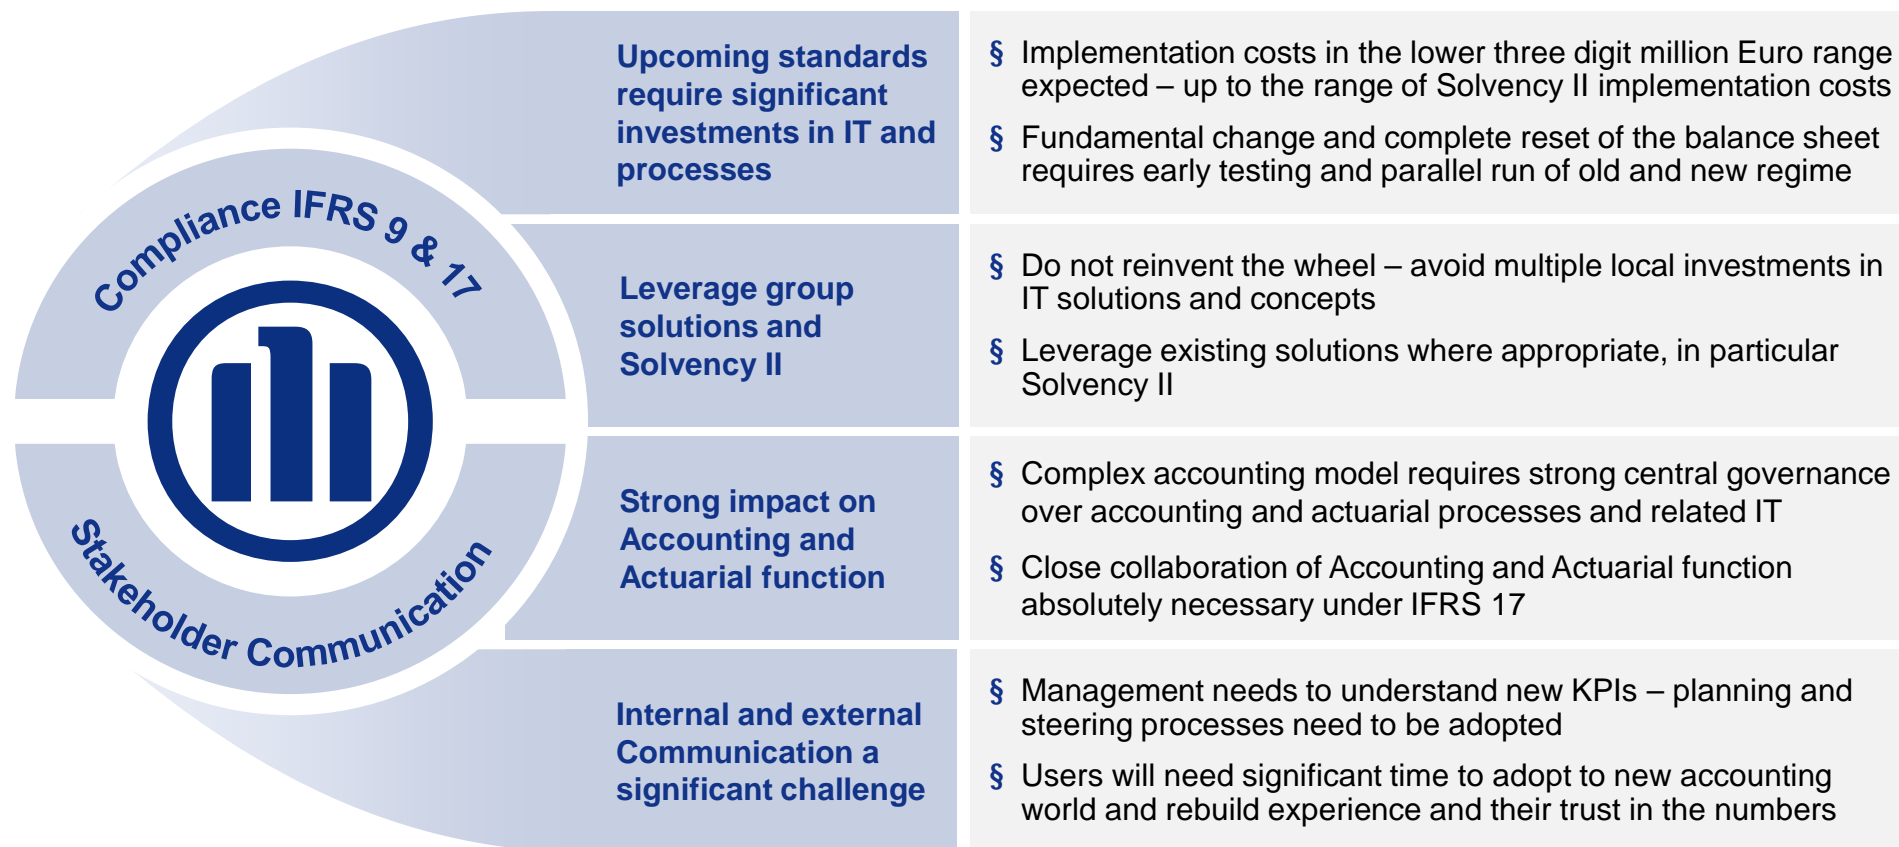 Compliance IFRS 9 & 17
Stakeholder Communication
Upcoming standards
require significant
investments in IT and
processes
§ Implementation costs in the lower three digit million Euro range
expected – up to the range of Solvency II implementation costs
§ Fundamental change and complete reset of the balance sheet
requires early testing and parallel run of old and new regime
Leverage group
solutions and
Solvency II
§ Do not reinvent the wheel – avoid multiple local investments in
IT solutions and concepts
§ Leverage existing solutions where appropriate, in particular
Solvency II
Strong impact on
Accounting and
Actuarial function
§ Complex accounting model requires strong central governance
over accounting and actuarial processes and related IT
§ Close collaboration of Accounting and Actuarial function
absolutely necessary under IFRS 17
Internal and external
Communication a
significant challenge
§ Management needs to understand new KPIs – planning and
steering processes need to be adopted
§ Users will need significant time to adopt to new accounting
world and rebuild experience and their trust in the numbers